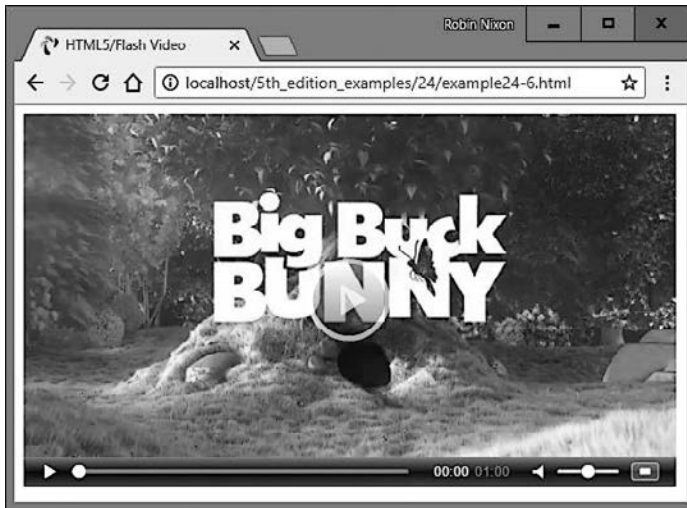 Robin Nixon
HTML5/Flash Video
localhost/5th_edition_examples/24/example24-6.html
Big Buck
BUNNY
00:00 01:00